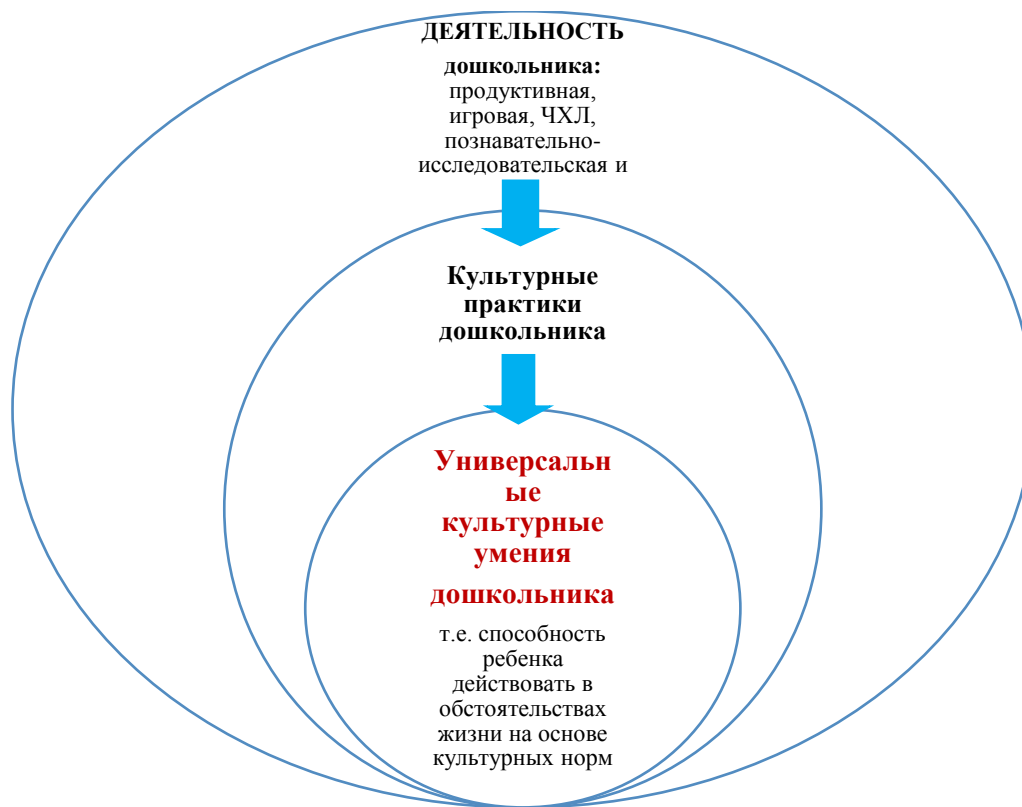 ДЕЯТЕЛЬНОСТЬ
дошкольника:
продуктивная,
игровая, ЧХЛ,
познавательно-
исследовательская и
Культурные
практики
дошкольника
Универсальн
ые
культурные
умения
дошкольника
т.е. способность
ребенка
действовать в
обстоятельствах
жизни на основе
культурных норм